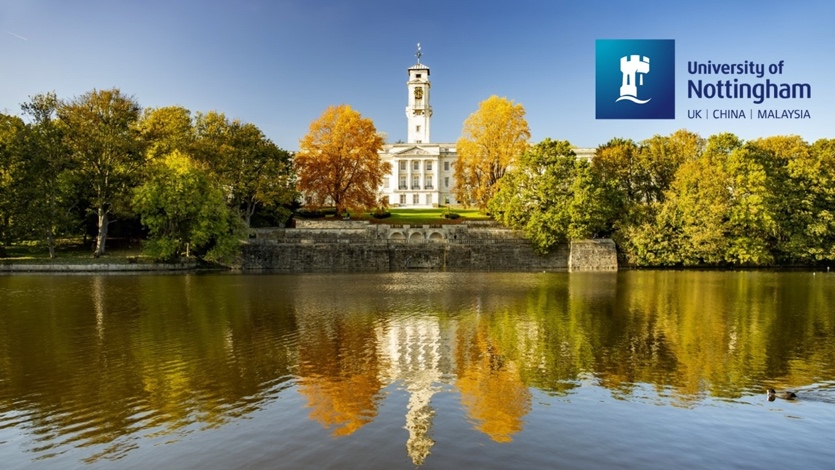 University of
Nottingham
UK | CHINA | MALAYSIA